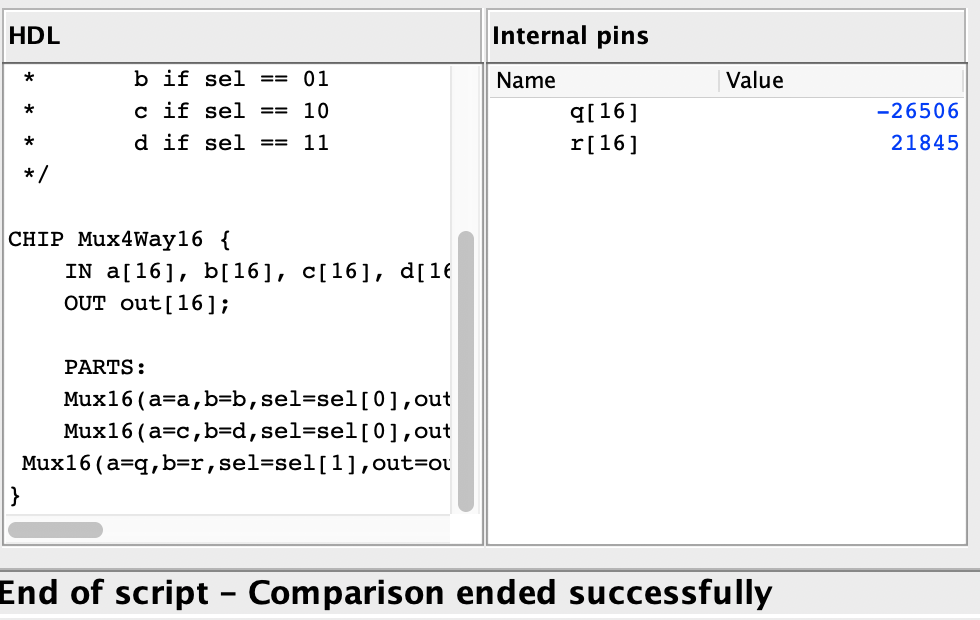 HDL
 *       b if sel == 01
 *       c if sel == 10
 *       d if sel == 11
 */
CHIP Mux4Way16 {
    IN a[16], b[16], c[16], d[16
    OUT out[16];
    PARTS:
    Mux16(a=a,b=b,sel=sel[0],out
    Mux16(a=c,b=d,sel=sel[0],out
 Mux16(a=q,b=r,sel=sel[1],out=ou
}
Internal pins
Name Value
q[16] -26506
r[16] 21845
End of script – Comparison ended successfully